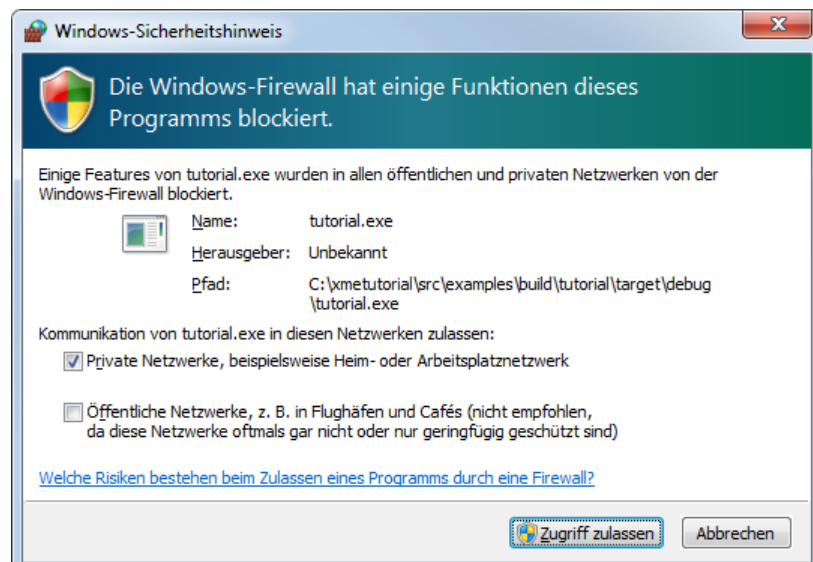 Windows-Sicherheitshinweis
Die Windows-Firewall hat einige Funktionen dieses
Programms blockiert.
Einige Features von tutorial.exe wurden in allen öffentlichen und privaten Netzwerken von der
Windows-Firewall blockiert.
Name: tutorial.exe
Herausgeber: Unbekannt
Pfad: C:\xmetutorial\src\examples\build\tutorial\target\debug
\tutorial.exe
Kommunikation von tutorial.exe in diesen Netzwerken zulassen:
Private Netzwerke, beispielsweise Heim- oder Arbeitsplatznetzwerk
Öffentliche Netzwerke, z. B. in Flughäfen und Cafés (nicht empfohlen,
da diese Netzwerke oftmals gar nicht oder nur geringfügig geschützt sind)
Welche Risiken bestehen beim Zulassen eines Programms durch eine Firewall?
Zugriff zulassen Abbrechen